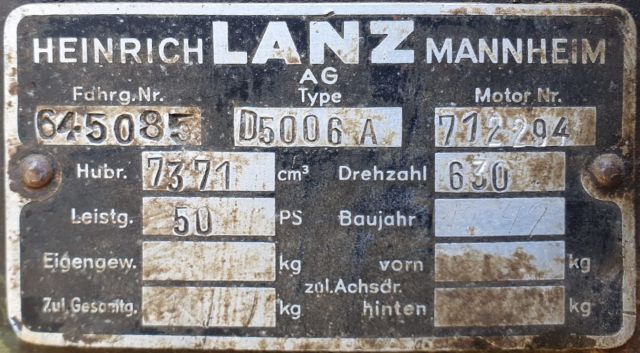 HEINRICH LANZ MANNHEIM
AG
Fahrg.Nr. Type Motor Nr.
645085 D5006A 712294
Hubr. 7371 cm³ Drehzahl 630
Leistg. 50 PS Baujahr
Eigengew. kg vorn kg
zul.Achsdr.
Zul.Gesamtg. kg hinten kg